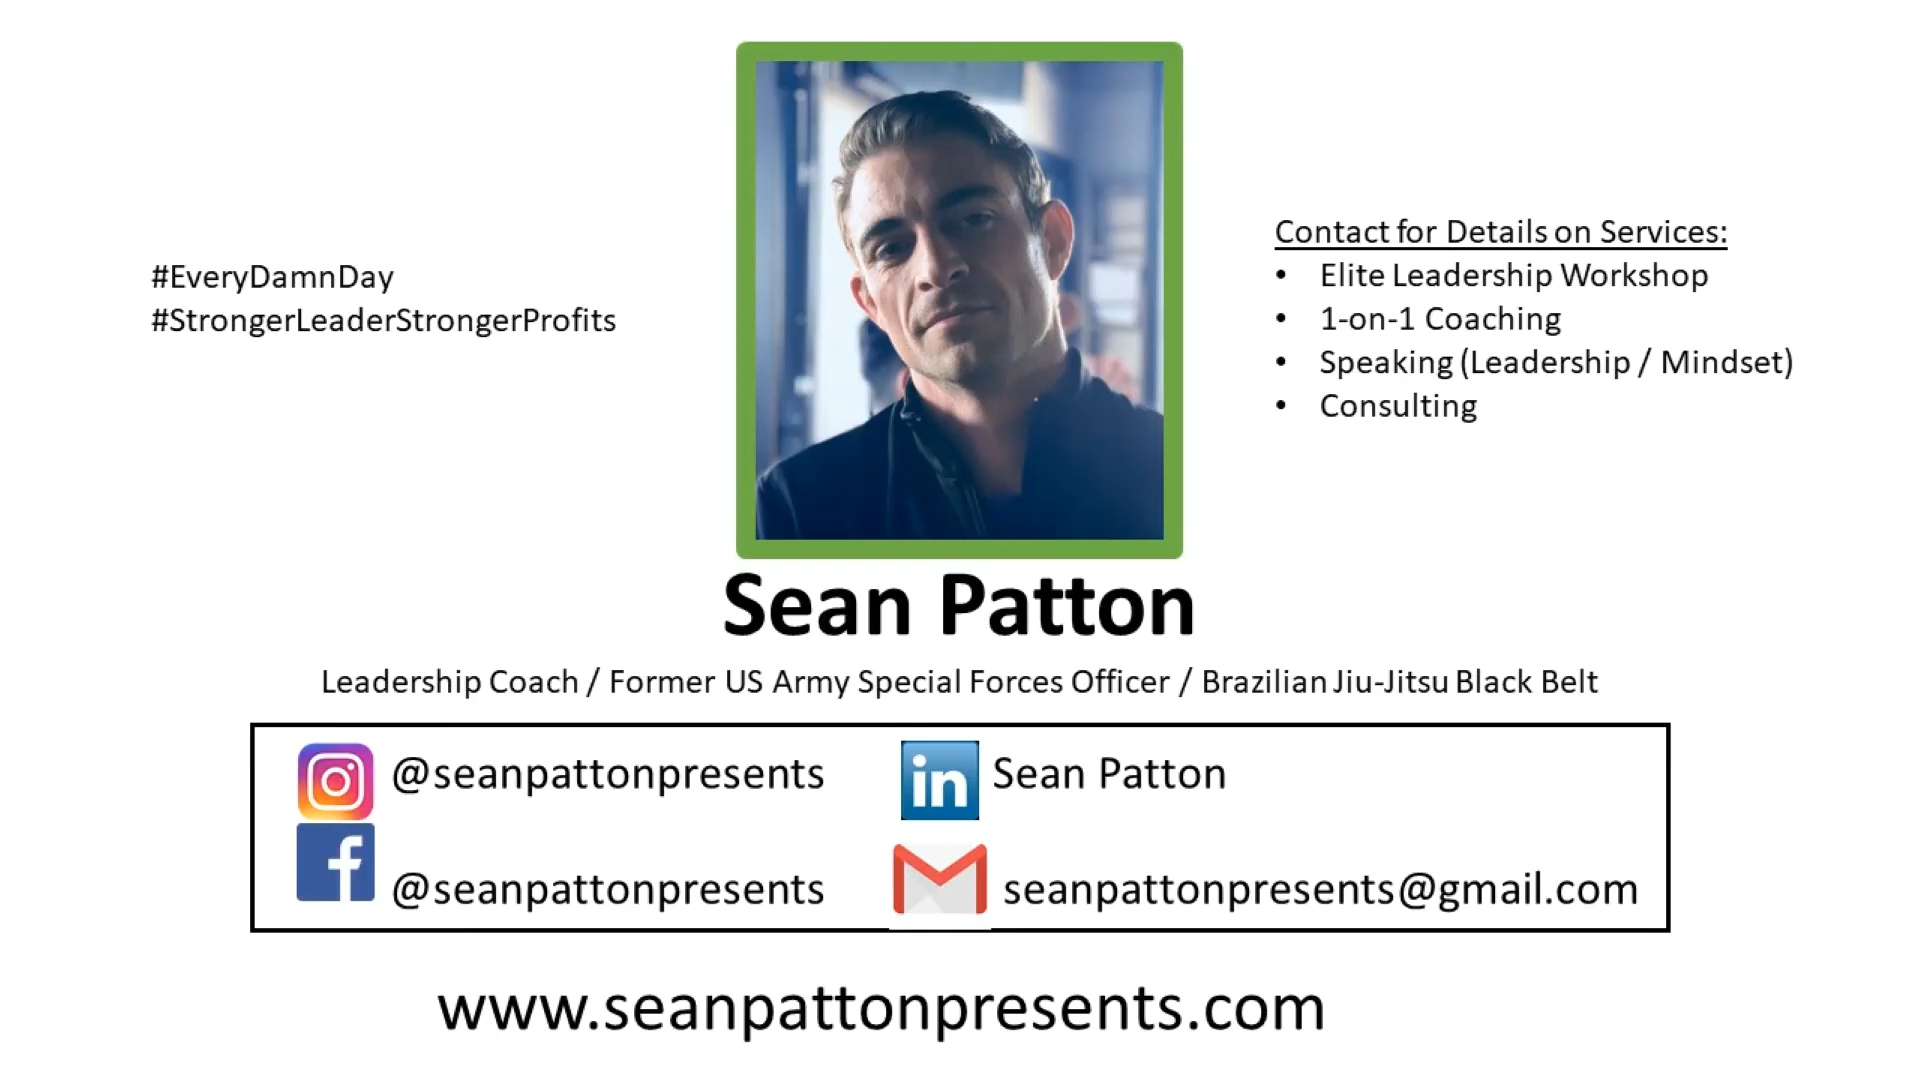 #EveryDamnDay
#StrongerLeaderStrongerProfits
Contact for Details on Services:
• Elite Leadership Workshop
• 1-on-1 Coaching
• Speaking (Leadership / Mindset)
• Consulting
Sean Patton
Leadership Coach / Former US Army Special Forces Officer / Brazilian Jiu-Jitsu Black Belt
@seanpattonpresents
in Sean Patton
f @seanpattonpresents
seanpattonpresents@gmail.com
www.seanpattonpresents.com